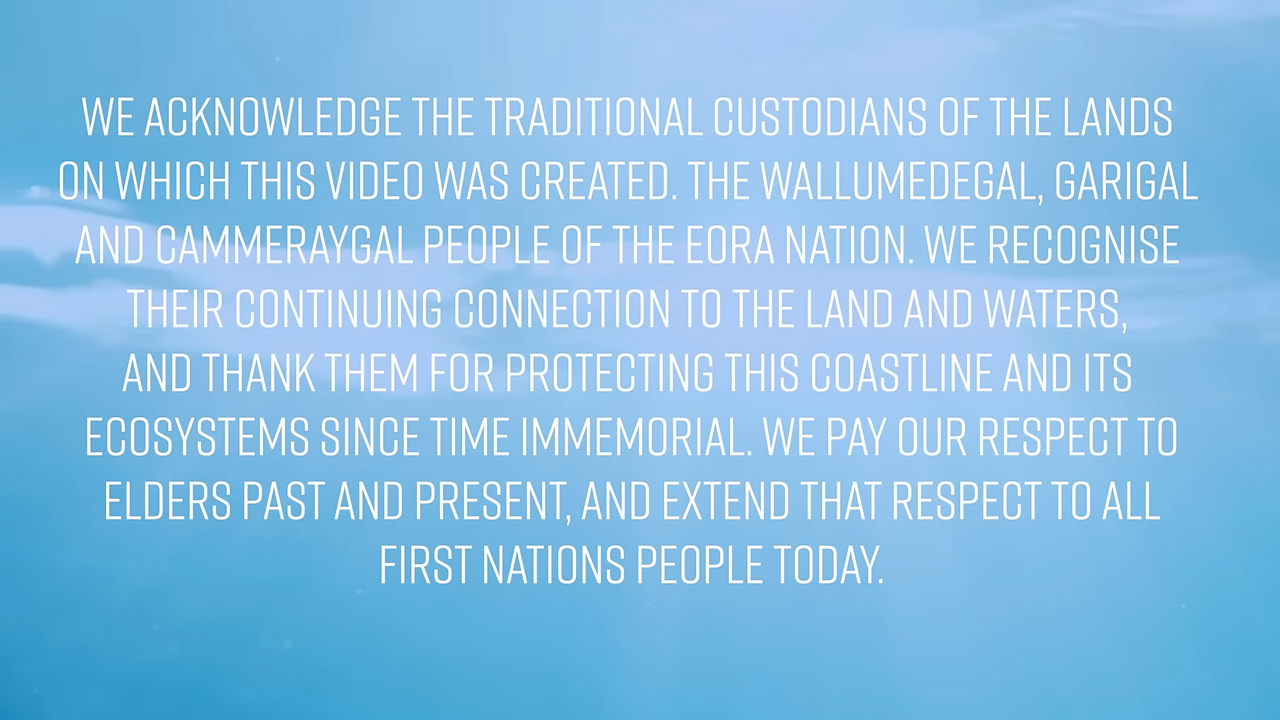 WE ACKNOWLEDGE THE TRADITIONAL CUSTODIANS OF THE LANDS
ON WHICH THIS VIDEO WAS CREATED. THE WALLUMEDEGAL, GARIGAL
AND CAMMERAYGAL PEOPLE OF THE EORA NATION. WE RECOGNISE
THEIR CONTINUING CONNECTION TO THE LAND AND WATERS,
AND THANK THEM FOR PROTECTING THIS COASTLINE AND ITS
ECOSYSTEMS SINCE TIME IMMEMORIAL. WE PAY OUR RESPECT TO
ELDERS PAST AND PRESENT, AND EXTEND THAT RESPECT TO ALL
FIRST NATIONS PEOPLE TODAY.